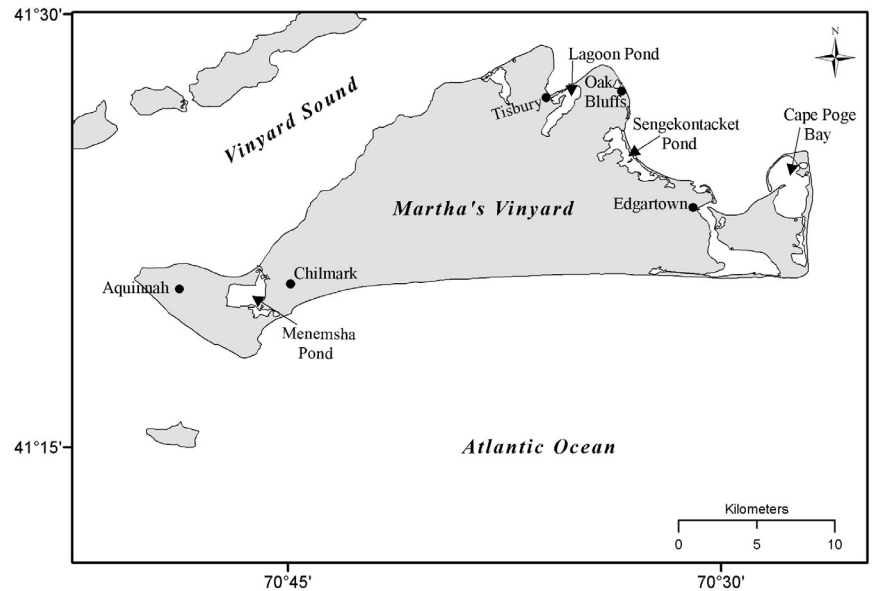 41°30'
N
Lagoon Pond
Oak
Bluffs
Tisbury
Vinyard Sound
Sengekontacket
Pond
Cape Poge
Bay
Martha's Vinyard
Edgartown
Chilmark
Aquinnah
Menemsha
Pond
41°15'
Atlantic Ocean
Kilometers
0 5 10
70°45' 70°30'